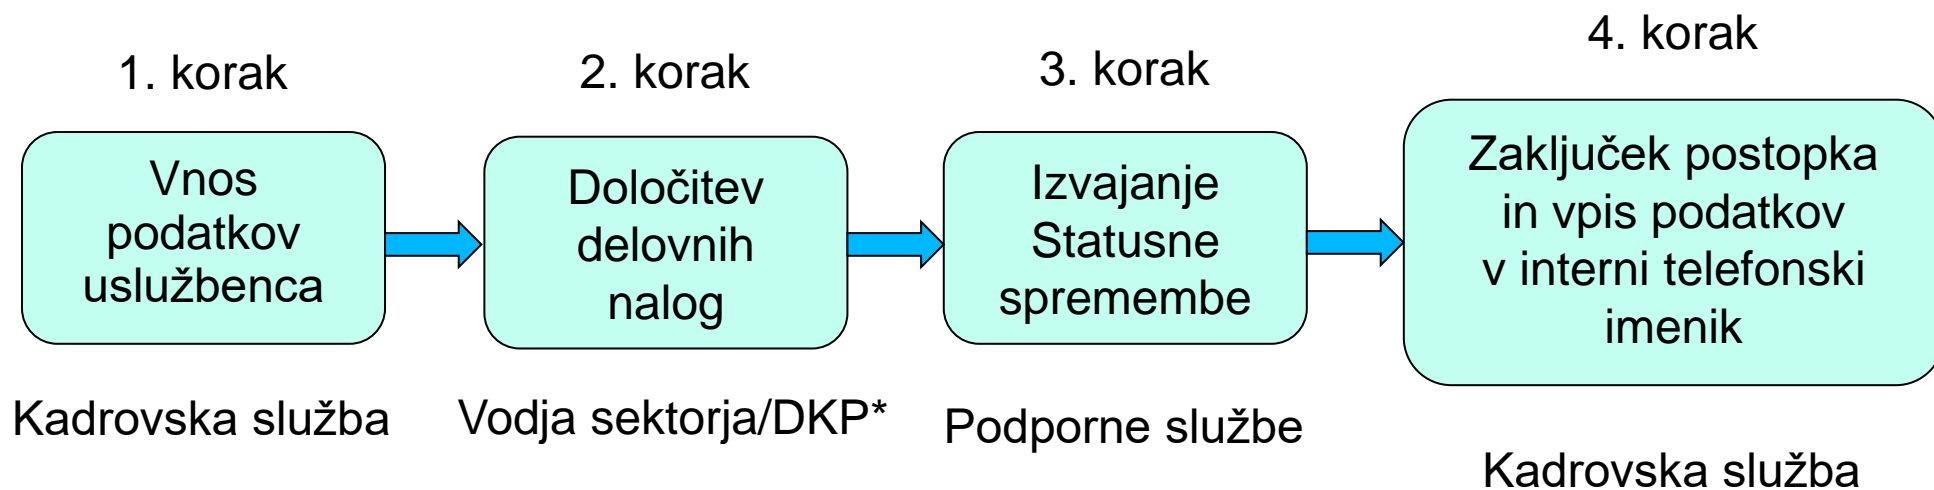 1. korak
Vnos
podatkov
uslužbenca
Kadrovska služba
2. korak
Določitev
delovnih
nalog
Vodja sektorja/DKP*
3. korak
Izvajanje
Statusne
spremembe
Podporne službe
4. korak
Zaključek postopka
in vpis podatkov
v interni telefonski
imenik
Kadrovska služba